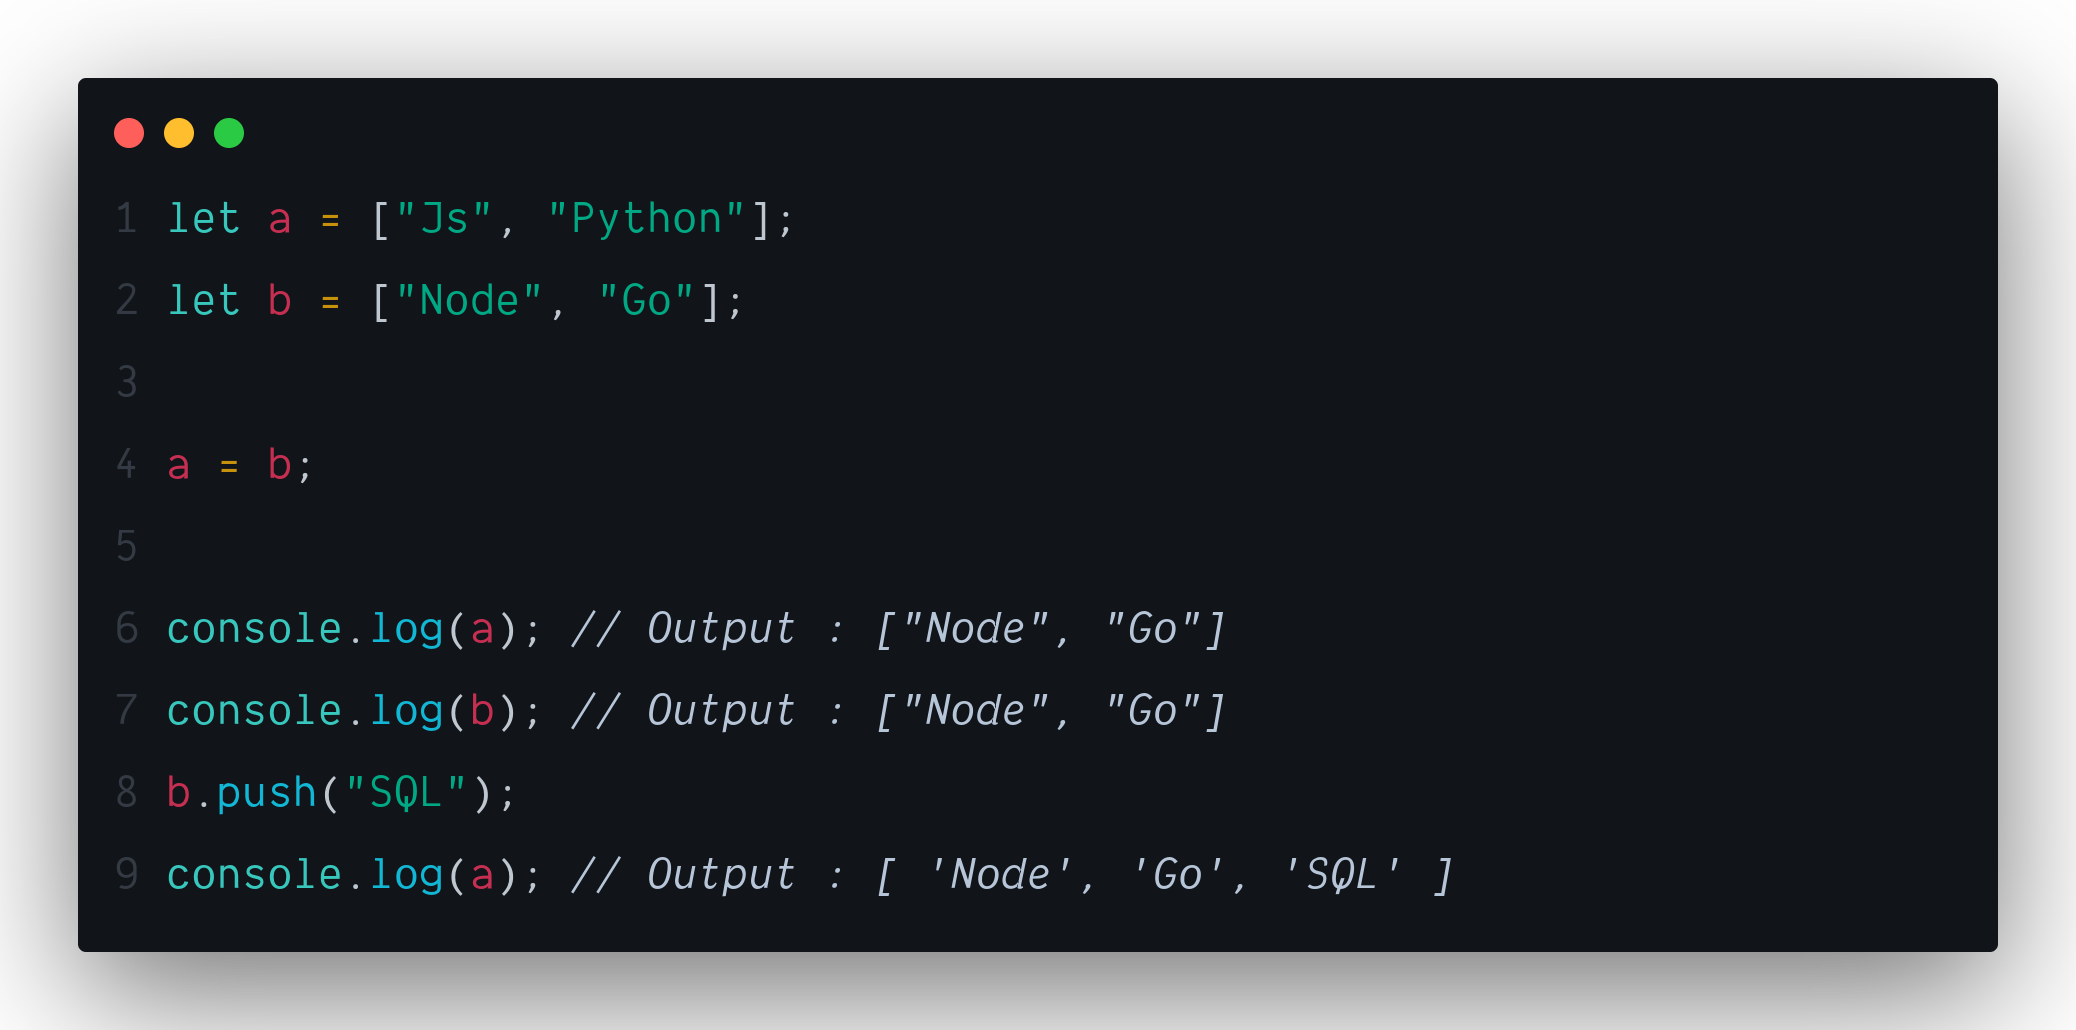 1 let a = ["Js", "Python"];
2 let b = ["Node", "Go"];
3
4 a = b;
5
6 console.log(a); // Output : ["Node", "Go"]
7 console.log(b); // Output : ["Node", "Go"]
8 b.push("SQL");
9 console.log(a); // Output : [ 'Node', 'Go', 'SQL' ]